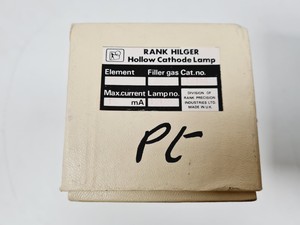 RANK HILGER
Hollow Cathode Lamp
Element Filler gas Cat.no.
Max.current Lamp no.
mA
DIVISION OF
RANK PRECISION
INDUSTRIES LTD.
MADE IN U.K.
Pt